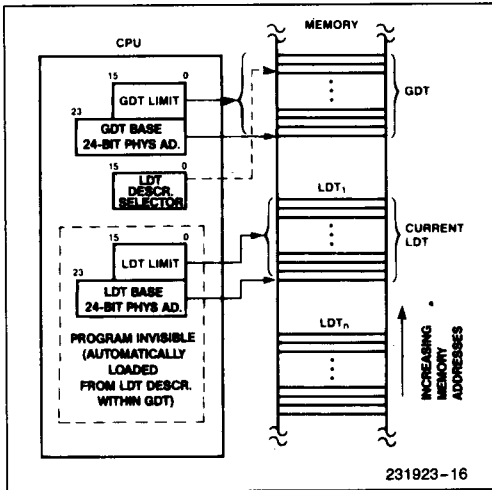 CPU
MEMORY
15 0
GDT LIMIT
23
GDT BASE
24-BIT PHYS AD.
GDT
15 0
LDT
DESCR.
SELECTOR
LDT₁
15 0
LDT LIMIT
23
LDT BASE
24-BIT PHYS AD.
CURRENT
LDT
PROGRAM INVISIBLE
(AUTOMATICALLY
LOADED
FROM LDT DESCR.
WITHIN GDT)
LDTₙ
INCREASING
MEMORY
ADDRESSES
231923-16